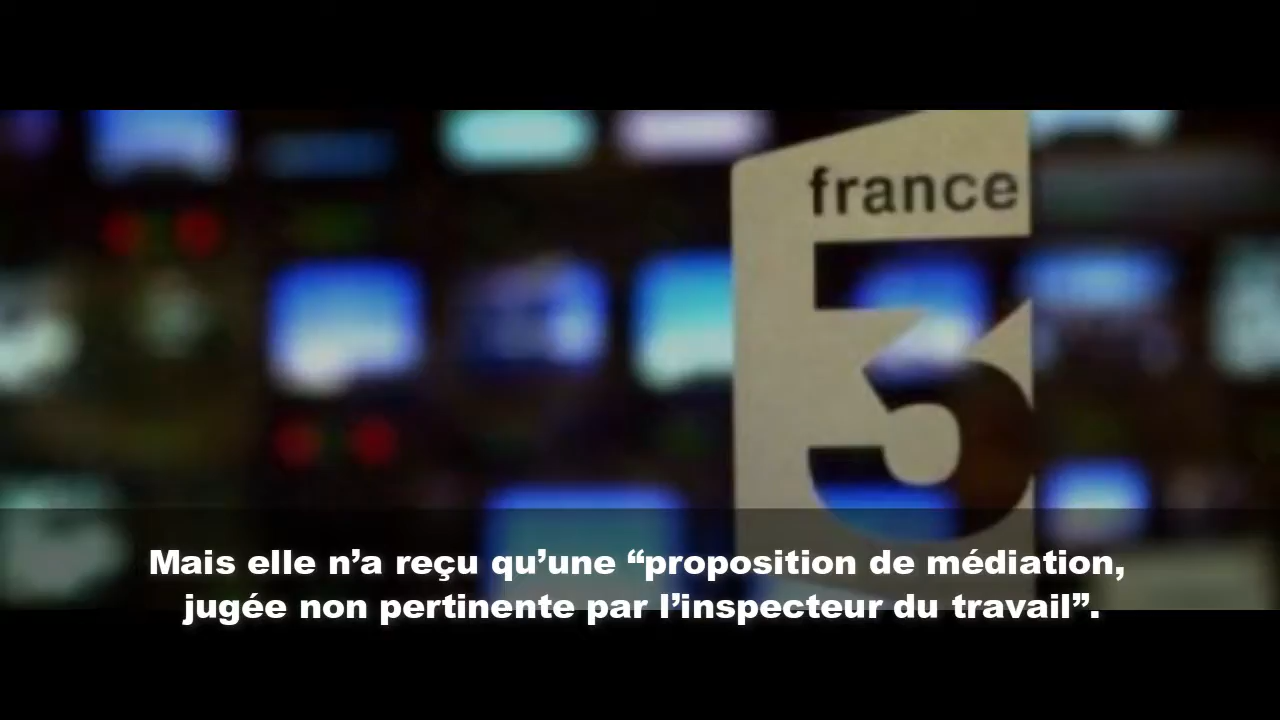 france
3
Mais elle n’a reçu qu’une “proposition de médiation,
jugée non pertinente par l’inspecteur du travail”.